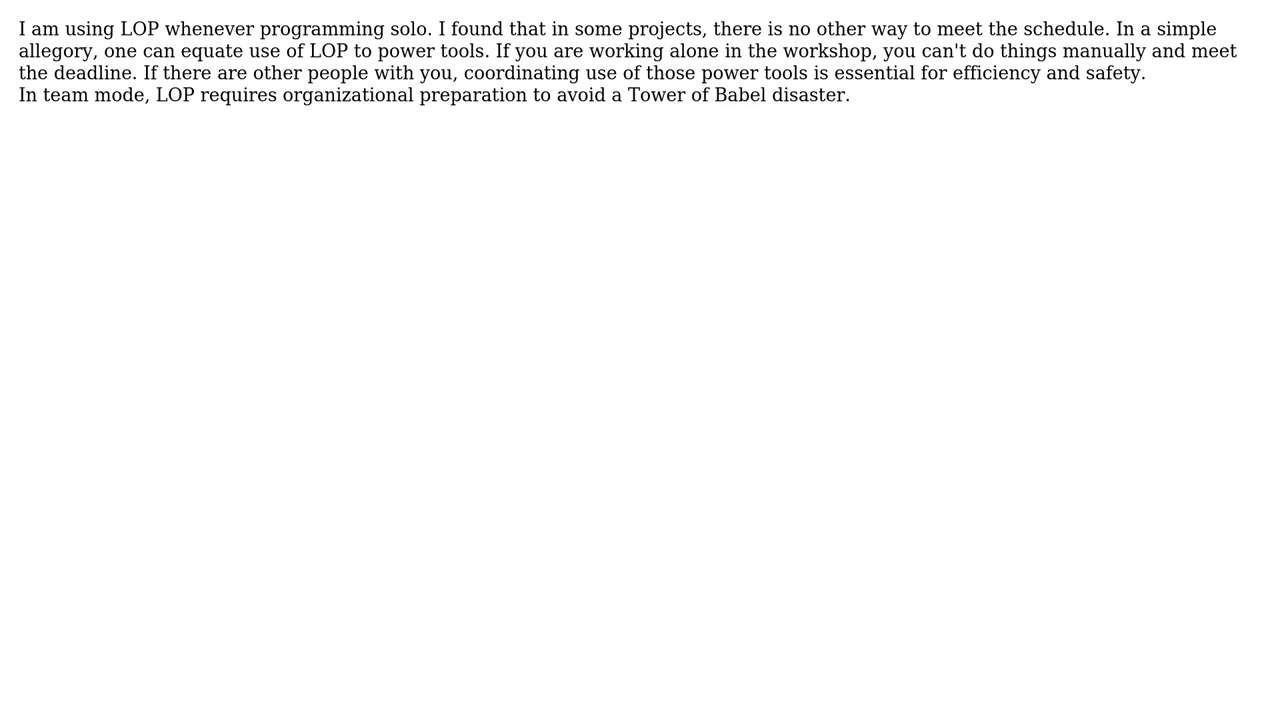 I am using LOP whenever programming solo. I found that in some projects, there is no other way to meet the schedule. In a simple
allegory, one can equate use of LOP to power tools. If you are working alone in the workshop, you can't do things manually and meet
the deadline. If there are other people with you, coordinating use of those power tools is essential for efficiency and safety.
In team mode, LOP requires organizational preparation to avoid a Tower of Babel disaster.